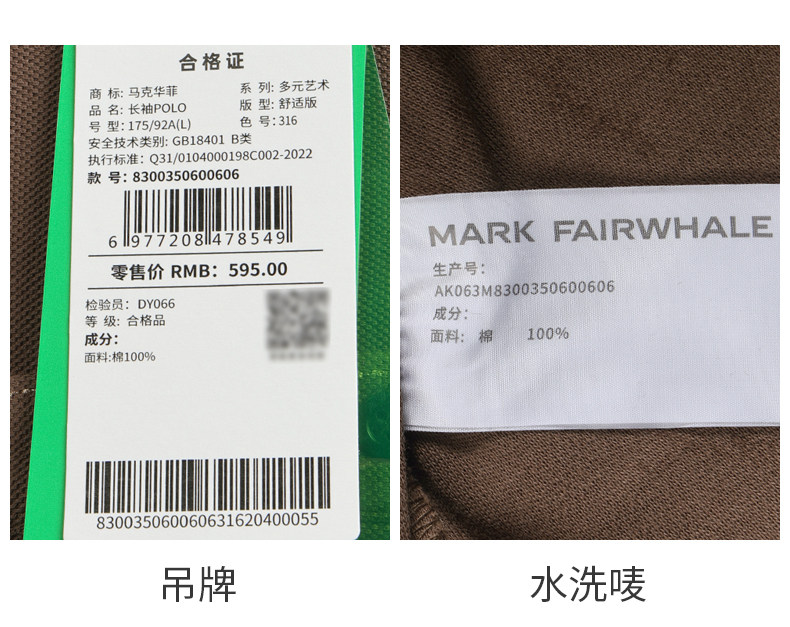 合格证
商 标: 马克华菲 系 列: 多元艺术
品 名: 长袖POLO 版 型: 舒适版
号 型: 175/92A(L) 色 号: 316
安全技术类别: GB18401 B类
执行标准: Q31/0104000198C002-2022
款 号: 8300350600606
6 977208 478549
零售价 RMB: 595.00
检验员: DY066
等 级: 合格品
成分:
面料:棉100%
830035060060631620400055
MARK FAIRWHALE
生产号:
AK063M8300350600606
成分:
面料: 棉 100%
吊牌
水洗唛